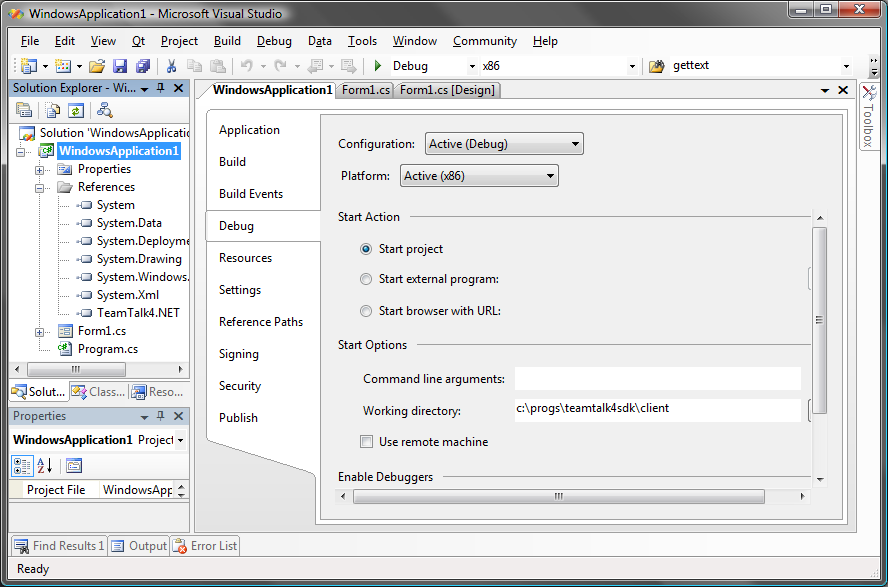 WindowsApplication1 - Microsoft Visual Studio
File Edit View Qt Project Build Debug Data Tools Window Community Help
Debug x86 gettext
Solution Explorer - Wi...
Solution 'WindowsApplicatio
WindowsApplication1
Properties
References
System
System.Data
System.Deployme
System.Drawing
System.Windows.
System.Xml
TeamTalk4.NET
Form1.cs
Program.cs
Solut... Class... Reso...
Properties
WindowsApplication1 Project
Project File WindowsApp
WindowsApplication1 Form1.cs Form1.cs [Design]
Application
Build
Build Events
Debug
Resources
Settings
Reference Paths
Signing
Security
Publish
Configuration: Active (Debug)
Platform: Active (x86)
Start Action
Start project
Start external program:
Start browser with URL:
Start Options
Command line arguments:
Working directory: c:\progs\teamtalk4sdk\client
Use remote machine
Enable Debuggers
Toolbox
Find Results 1 Output Error List
Ready